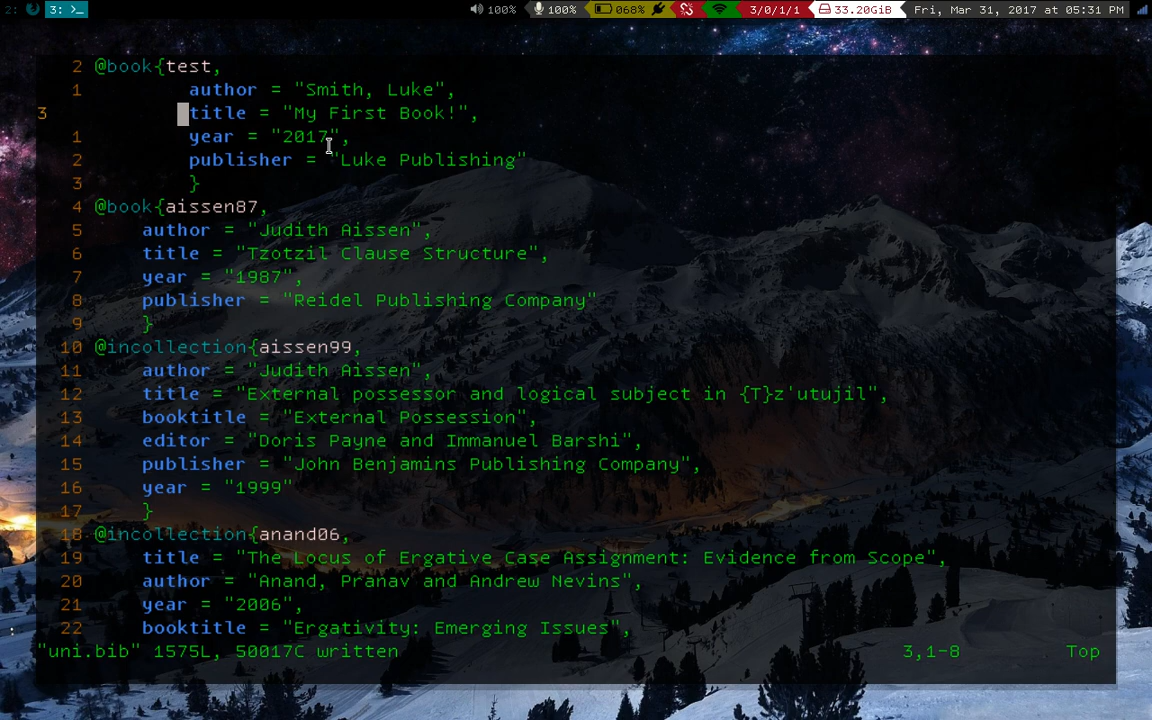 2: 3: >_ 100% 100% 068% 3/0/1/1 33.20GiB Fri, Mar 31, 2017 at 05:31 PM
2 @book{test,
1 author = "Smith, Luke",
3 title = "My First Book!",
1 year = "2017",
2 publisher = "Luke Publishing"
3 }
4 @book{aissen87,
5 author = "Judith Aissen",
6 title = "Tzotzil Clause Structure",
7 year = "1987",
8 publisher = "Reidel Publishing Company"
9 }
10 @incollection{aissen99,
11 author = "Judith Aissen",
12 title = "External possessor and logical subject in {T}z'utujil",
13 booktitle = "External Possession",
14 editor = "Doris Payne and Immanuel Barshi",
15 publisher = "John Benjamins Publishing Company",
16 year = "1999"
17 }
18 @incollection{anand06,
19 title = "The Locus of Ergative Case Assignment: Evidence from Scope",
20 author = "Anand, Pranav and Andrew Nevins",
21 year = "2006",
22 booktitle = "Ergativity: Emerging Issues",
"uni.bib" 1575L, 50017C written 3,1-8 Top